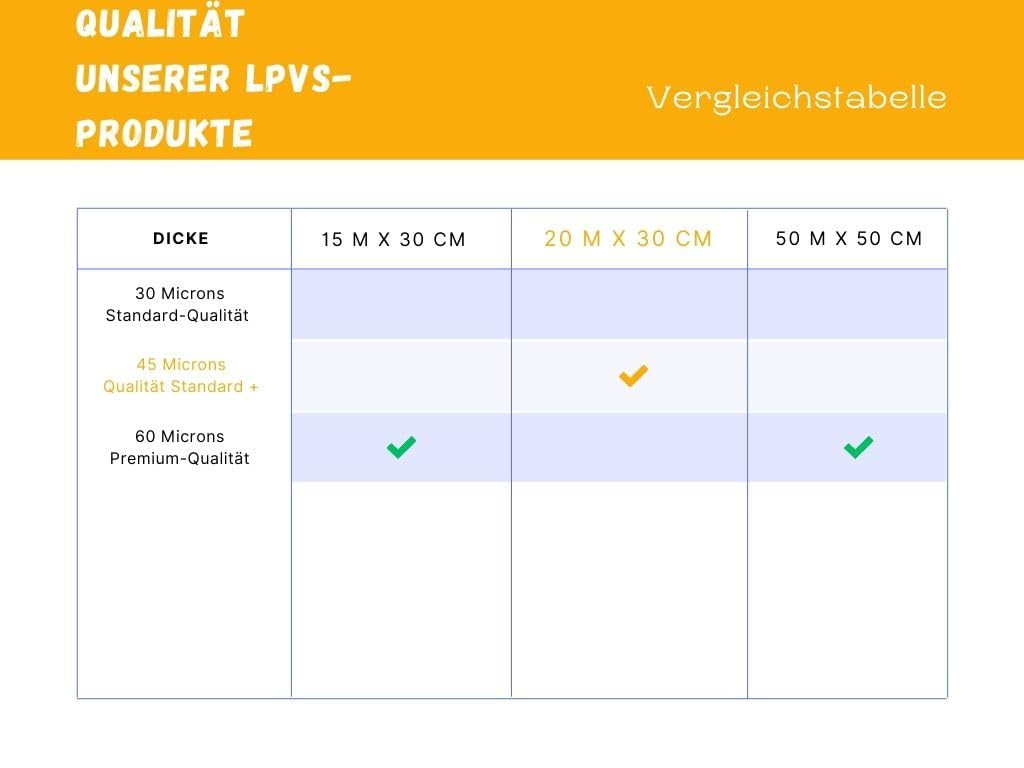 QUALITÄT
UNSERER LPVS-
PRODUKTE
Vergleichstabelle
DICKE
15 M X 30 CM
20 M X 30 CM
50 M X 50 CM
30 Microns
Standard-Qualität
45 Microns
Qualität Standard +
60 Microns
Premium-Qualität